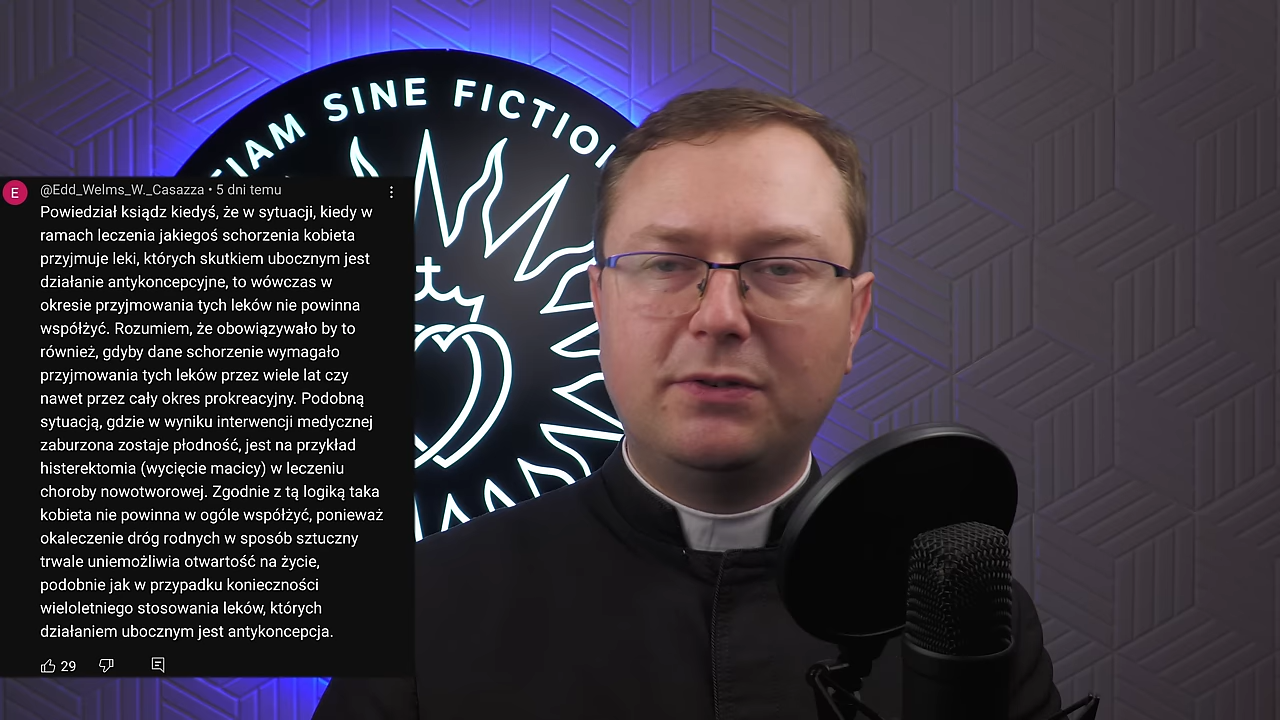 SINE FICTIO
E
@Edd_Welms_W._Casazza • 5 dni temu
Powiedział ksiądz kiedyś, że w sytuacji, kiedy w
ramach leczenia jakiegoś schorzenia kobieta
przyjmuje leki, których skutkiem ubocznym jest
działanie antykoncepcyjne, to wówczas w
okresie przyjmowania tych leków nie powinna
współżyć. Rozumiem, że obowiązywało by to
również, gdyby dane schorzenie wymagało
przyjmowania tych leków przez wiele lat czy
nawet przez cały okres prokreacyjny. Podobną
sytuacją, gdzie w wyniku interwencji medycznej
zaburzona zostaje płodność, jest na przykład
histerektomia (wycięcie macicy) w leczeniu
choroby nowotworowej. Zgodnie z tą logiką taka
kobieta nie powinna w ogóle współżyć, ponieważ
okaleczenie dróg rodnych w sposób sztuczny
trwale uniemożliwia otwartość na życie,
podobnie jak w przypadku konieczności
wieloletniego stosowania leków, których
działaniem ubocznym jest antykoncepcja.
29